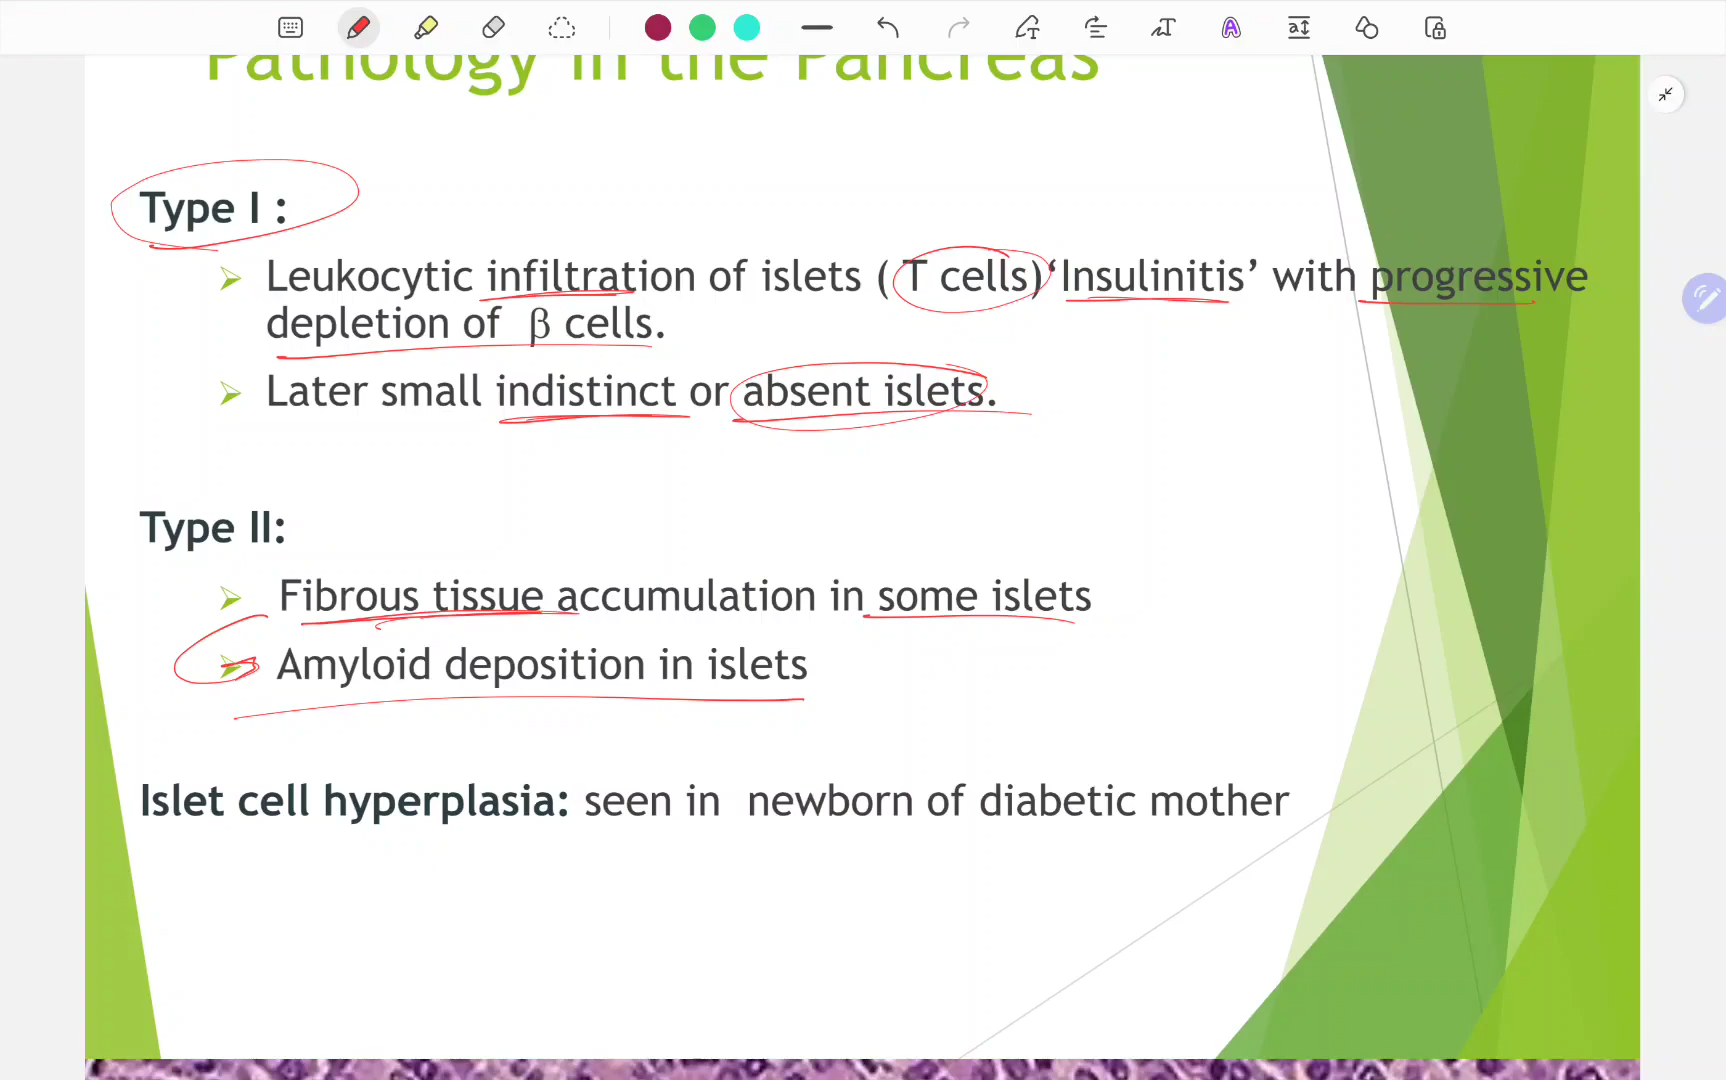 Pathology in the Pancreas
Type I :
Leukocytic infiltration of islets ( T cells)‘Insulinitis’ with progressive
depletion of β cells.
Later small indistinct or absent islets.
Type II:
Fibrous tissue accumulation in some islets
Amyloid deposition in islets
Islet cell hyperplasia: seen in newborn of diabetic mother